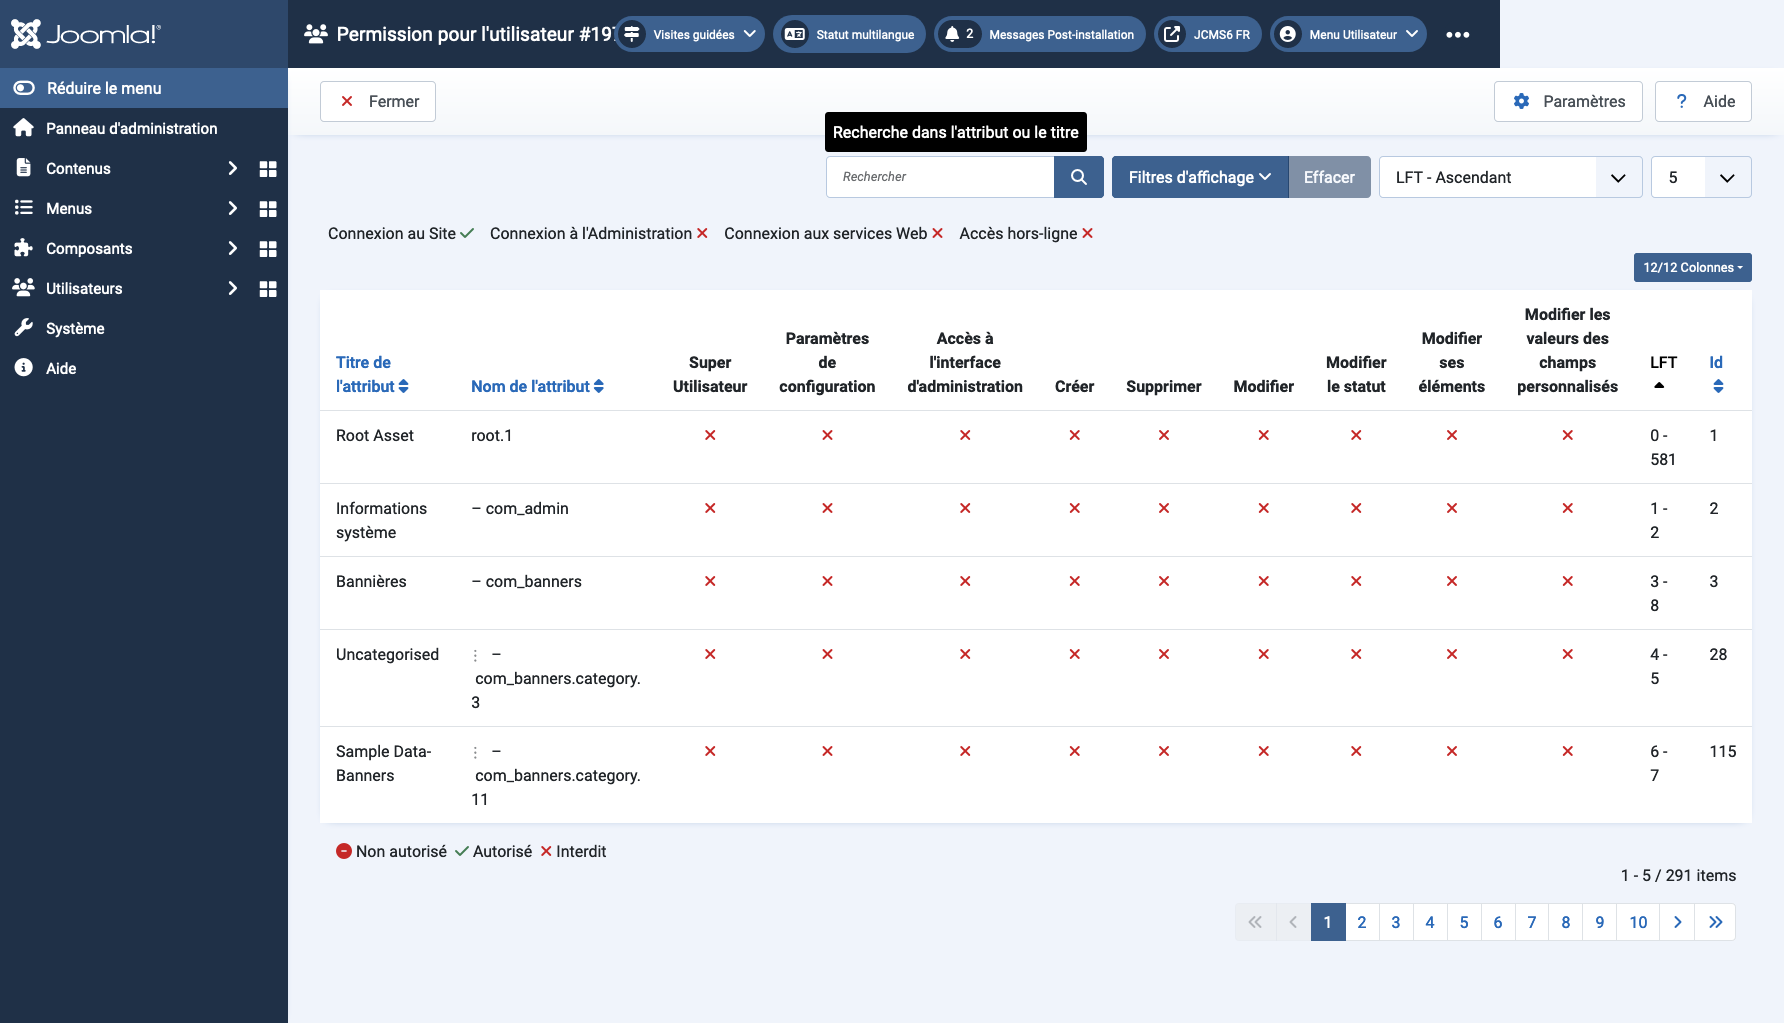 Joomla!
Permission pour l'utilisateur #197
Visites guidées
Statut multilangue
2 Messages Post-installation
JCMS6 FR
Menu Utilisateur
Réduire le menu
Panneau d'administration
Contenus
Menus
Composants
Utilisateurs
Système
Aide
Fermer
Paramètres
? Aide
Recherche dans l'attribut ou le titre
Rechercher
Filtres d'affichage
Effacer
LFT - Ascendant
5
Connexion au Site
Connexion à l'Administration
Connexion aux services Web
Accès hors-ligne
12/12 Colonnes
Titre de
l'attribut
Nom de l'attribut
Super
Utilisateur
Paramètres
de
configuration
Accès à
l'interface
d'administration
Créer
Supprimer
Modifier
Modifier
le statut
Modifier
ses
éléments
Modifier les
valeurs des
champs
personnalisés
LFT
Id
Root Asset
root.1
0 -
581
1
Informations
système
– com_admin
1 -
2
2
Bannières
– com_banners
3 -
8
3
Uncategorised
⋮ –
com_banners.category.
3
4 -
5
28
Sample Data-
Banners
⋮ –
com_banners.category.
11
6 -
7
115
Non autorisé Autorisé Interdit
1 - 5 / 291 items
1 2 3 4 5 6 7 8 9 10